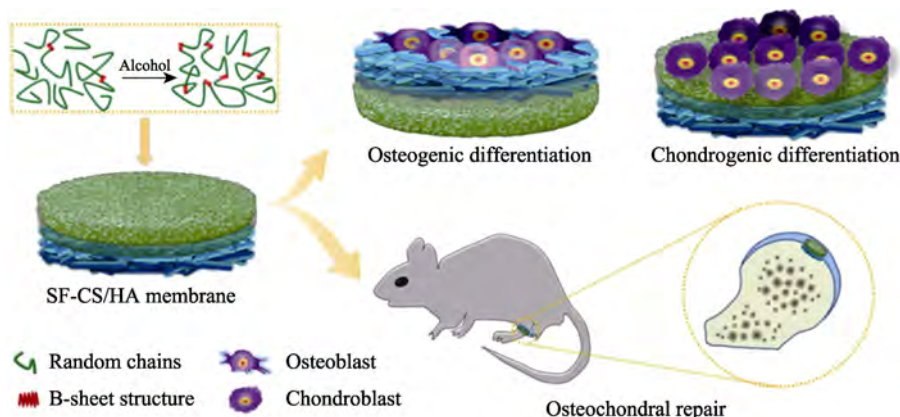 Alcohol
Osteogenic differentiation
Chondrogenic differentiation
SF-CS/HA membrane
Random chains
Osteoblast
B-sheet structure
Chondroblast
Osteochondral repair